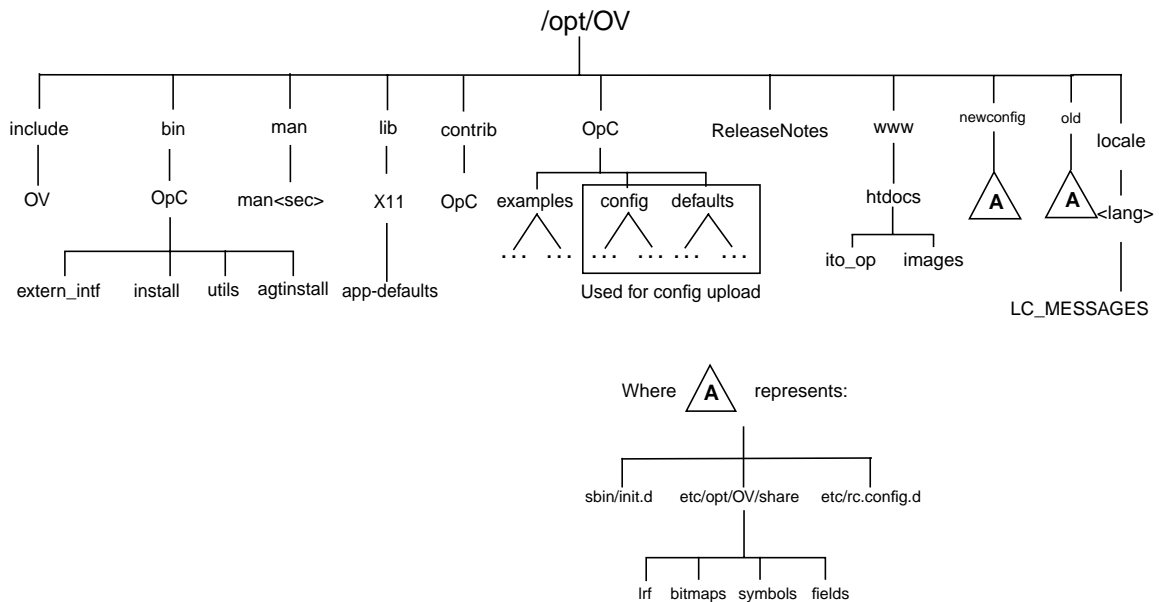 /opt/OV
include bin man lib contrib OpC ReleaseNotes www newconfig old locale
OV OpC man<sec> X11 OpC examples config defaults htdocs A A <lang>
... ... ... ... ... ...
extern_intf install utils agtinstall app-defaults Used for config upload ito_op images LC_MESSAGES
Where A represents:
sbin/init.d etc/opt/OV/share etc/rc.config.d
lrf bitmaps symbols fields